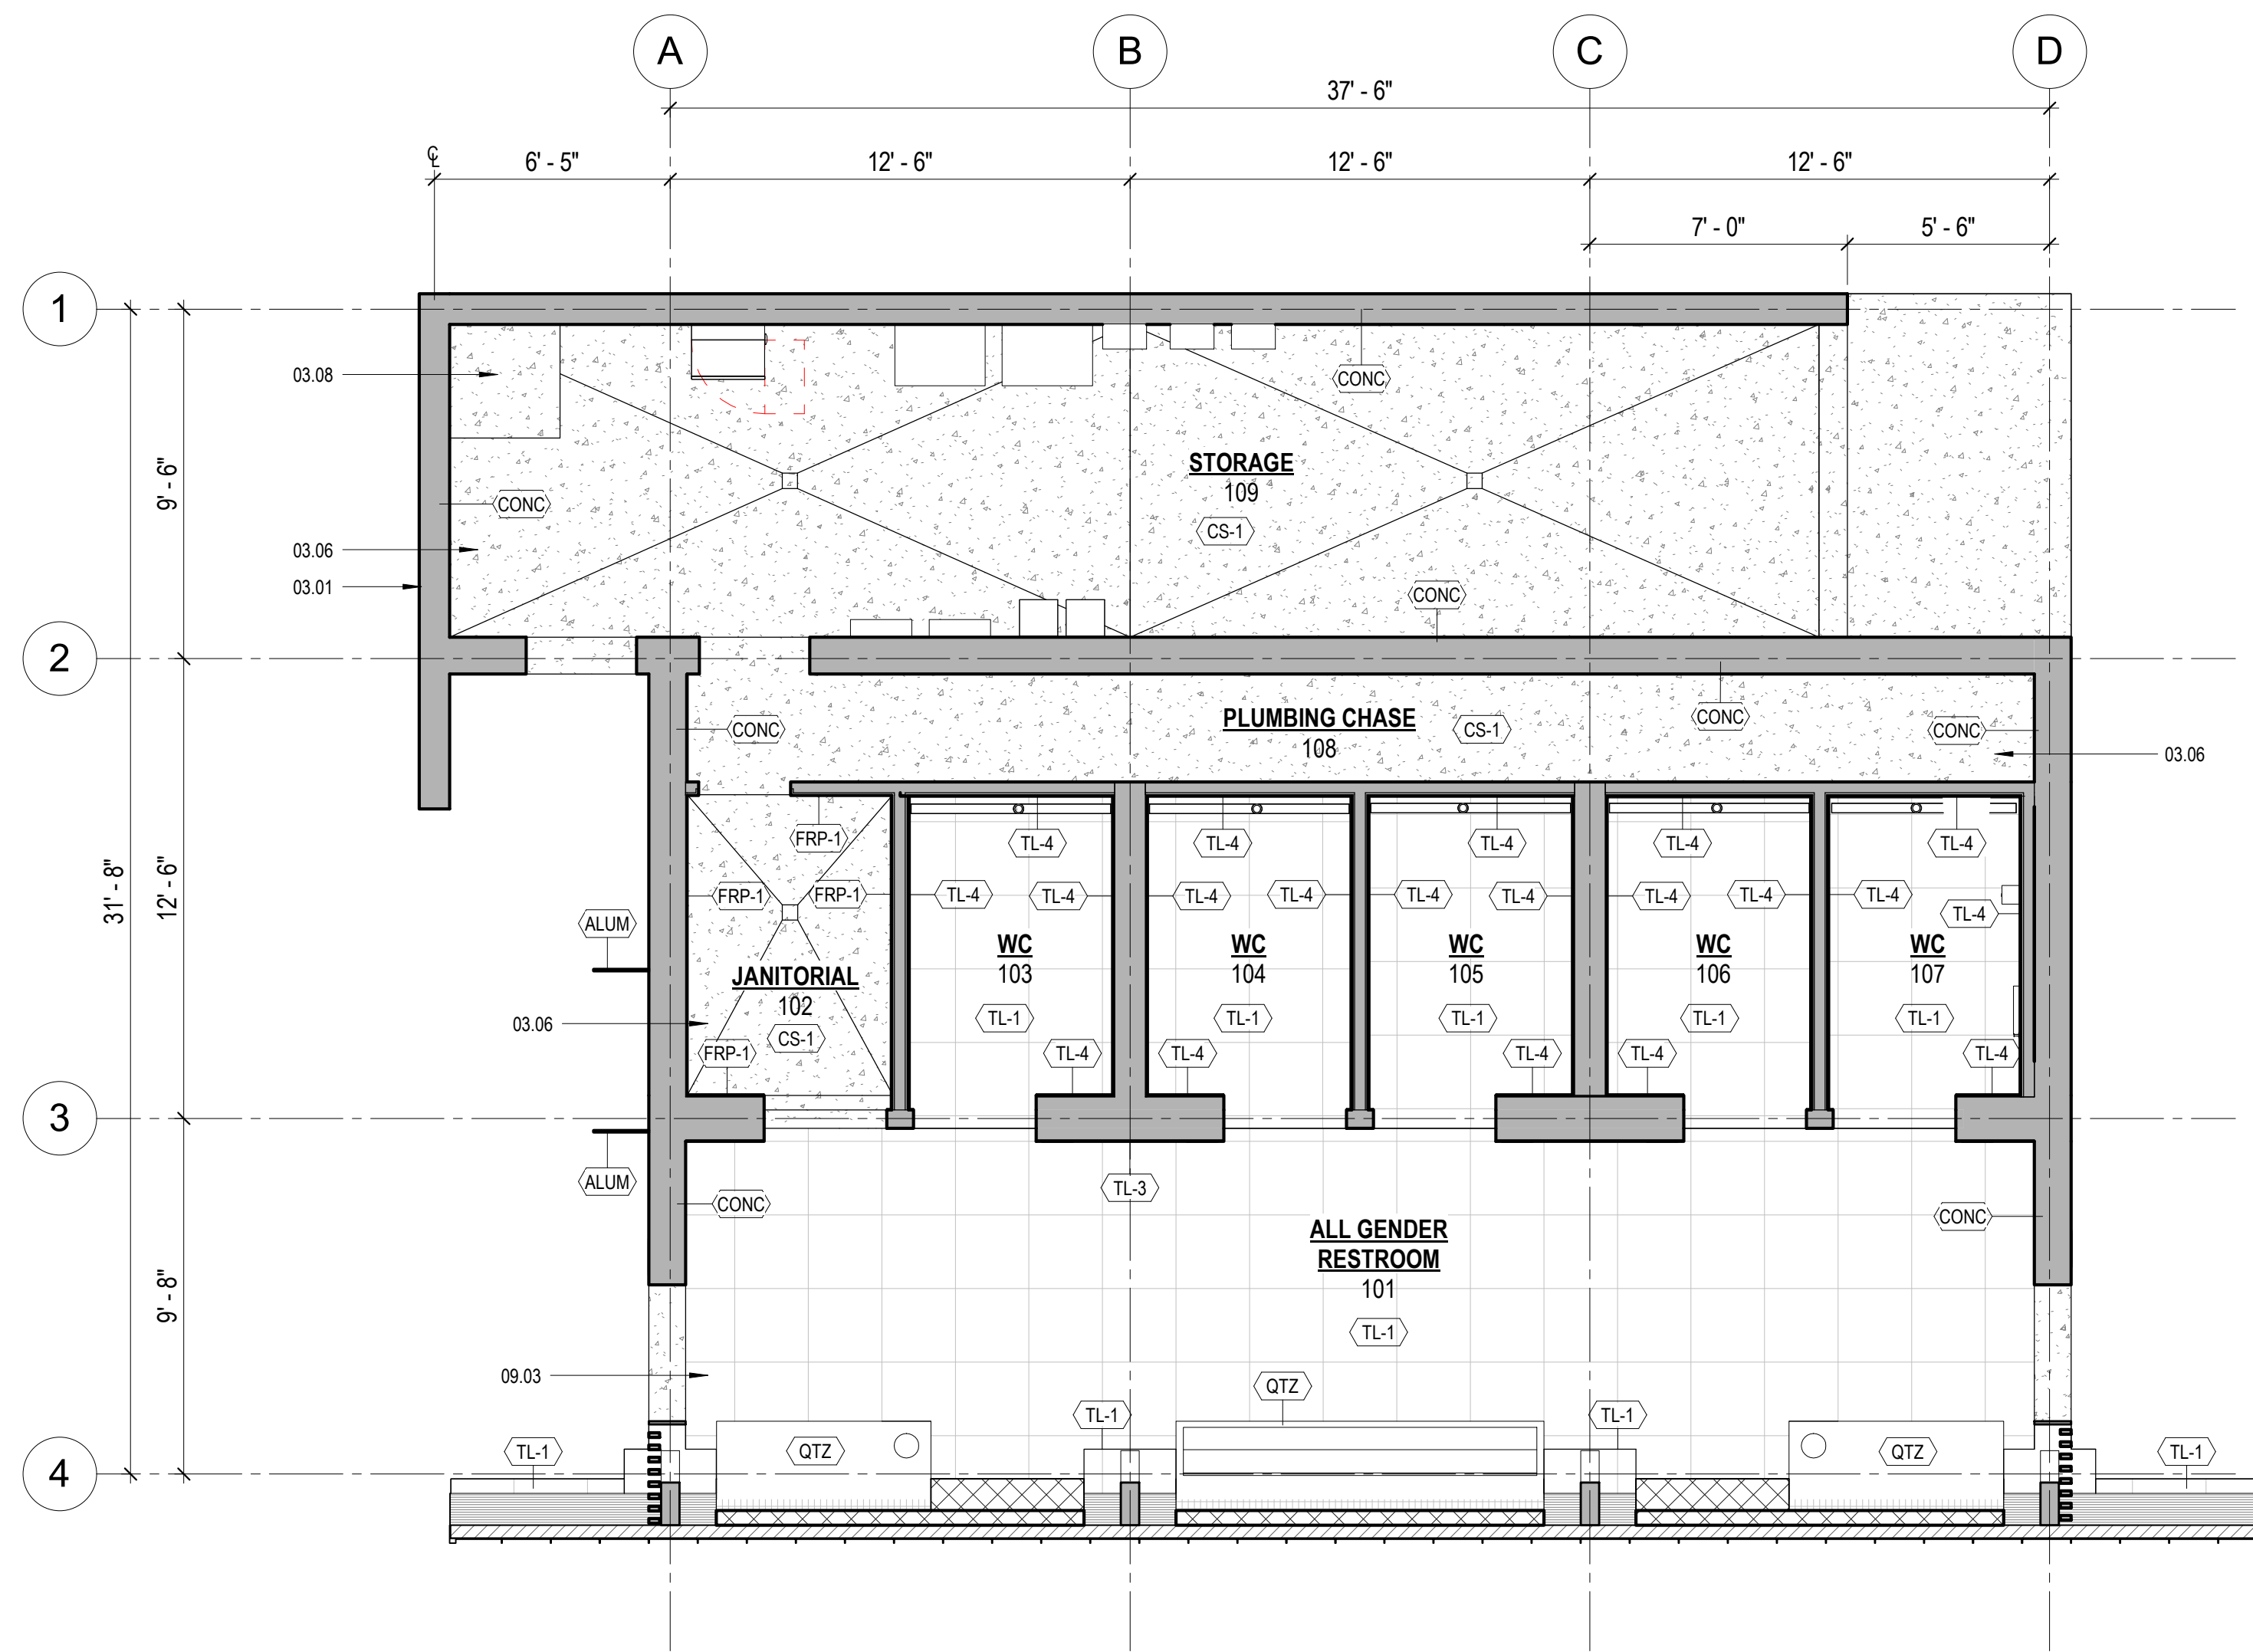 A B C D
37' - 6"
℄ 6' - 5" 12' - 6" 12' - 6" 12' - 6"
7' - 0" 5' - 6"
1
03.08
CONC
STORAGE
109
9' - 6"
CONC
CS-1
03.06
03.01
CONC
2
PLUMBING CHASE
108
CONC
CS-1
CONC
CONC
03.06
FRP-1
TL-4
TL-4
TL-4
TL-4
TL-4
31' - 8"
12' - 6"
FRP-1
FRP-1
TL-4
TL-4
TL-4
TL-4
TL-4
TL-4
TL-4
TL-4
TL-4
TL-4
ALUM
WC
103
WC
104
WC
105
WC
106
WC
107
JANITORIAL
102
03.06
CS-1
TL-1
TL-1
TL-1
TL-1
TL-1
FRP-1
TL-4
TL-4
TL-4
TL-4
TL-4
3
ALUM
CONC
TL-3
CONC
ALL GENDER
RESTROOM
101
9' - 8"
TL-1
09.03
QTZ
TL-1
TL-1
4
TL-1
QTZ
QTZ
TL-1